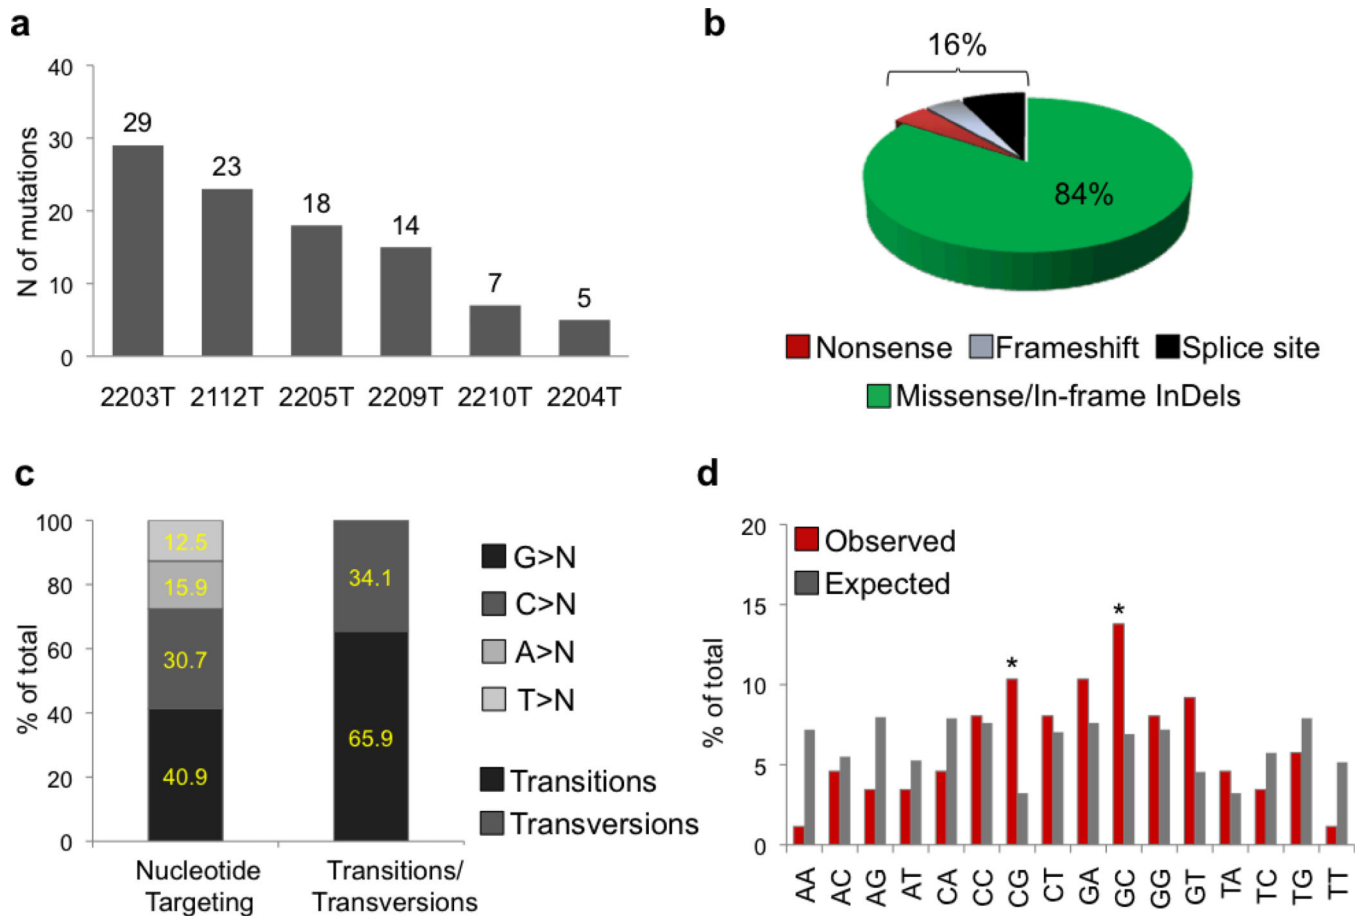 a
N of mutations
40
30
20
10
0
29
23
18
14
7
5
2203T 2112T 2205T 2209T 2210T 2204T
b
16%
84%
Nonsense Frameshift Splice site
Missense/In-frame InDels
c
% of total
100
80
60
40
20
0
12.5
15.9
30.7
40.9
34.1
65.9
Nucleotide
Targeting
Transitions/
Transversions
G>N
C>N
A>N
T>N
Transitions
Transversions
d
% of total
20
15
10
5
0
Observed
Expected
*
*
AA AC AG AT CA CC CG CT GA GC GG GT TA TC TG TT